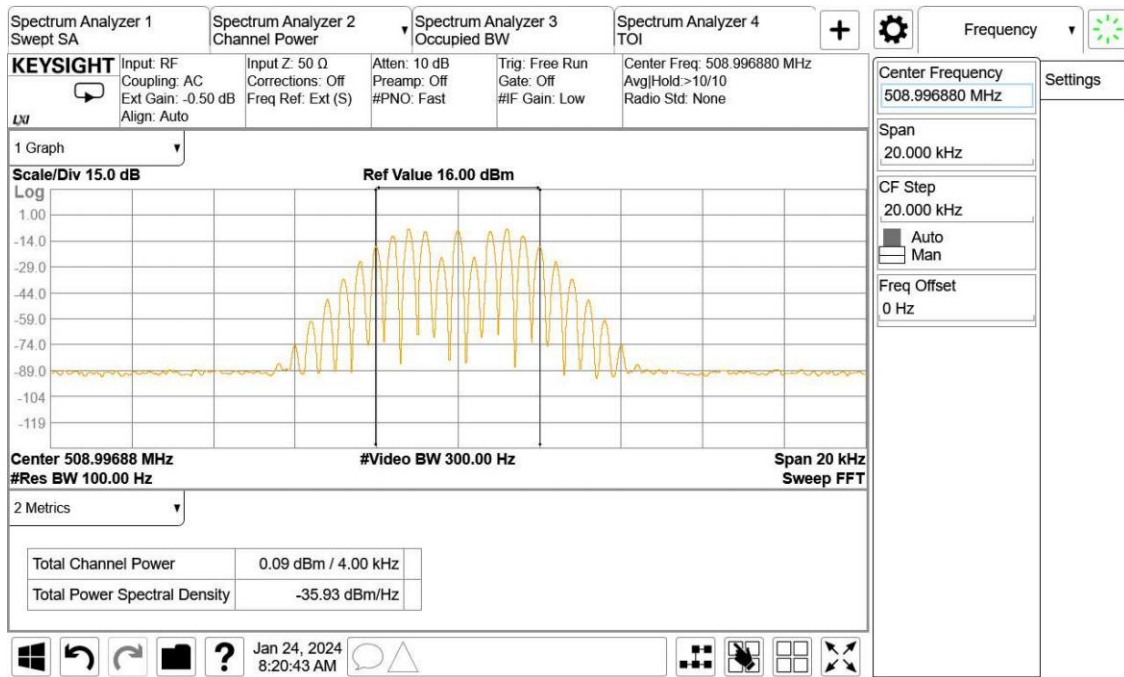 Spectrum Analyzer 1
Swept SA
Spectrum Analyzer 2
Channel Power
Spectrum Analyzer 3
Occupied BW
Spectrum Analyzer 4
TOI
+
Frequency
KEYSIGHT
LXI
Input: RF
Coupling: AC
Ext Gain: -0.50 dB
Align: Auto
Input Z: 50 Ω
Corrections: Off
Freq Ref: Ext (S)
Atten: 10 dB
Preamp: Off
#PNO: Fast
Trig: Free Run
Gate: Off
#IF Gain: Low
Center Freq: 508.996880 MHz
Avg|Hold:>10/10
Radio Std: None
Center Frequency
508.996880 MHz
Settings
Span
20.000 kHz
CF Step
20.000 kHz
Auto
Man
Freq Offset
0 Hz
1 Graph
Scale/Div 15.0 dB
Ref Value 16.00 dBm
Log
1.00
-14.0
-29.0
-44.0
-59.0
-74.0
-89.0
-104
-119
Center 508.99688 MHz
#Video BW 300.00 Hz
Span 20 kHz
#Res BW 100.00 Hz
Sweep FFT
2 Metrics
Total Channel Power 0.09 dBm / 4.00 kHz
Total Power Spectral Density -35.93 dBm/Hz
?
Jan 24, 2024
8:20:43 AM